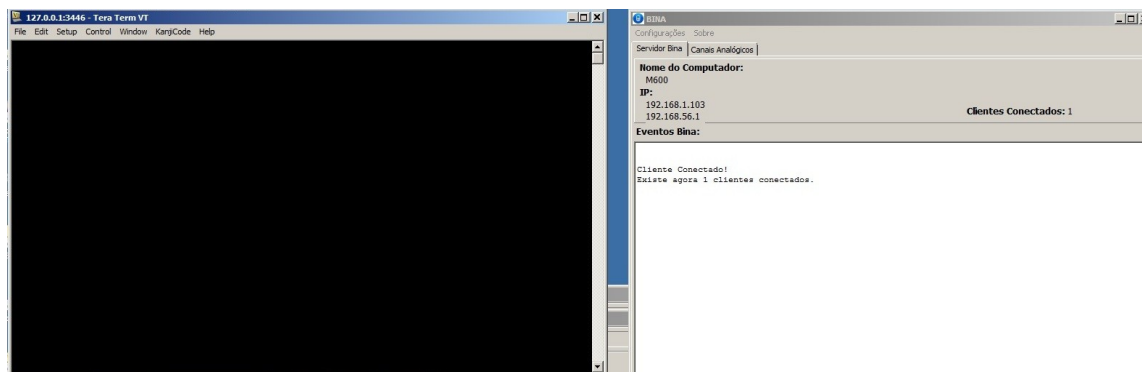 127.0.0.1:3446 - Tera Term VT
File Edit Setup Control Window KanjiCode Help
BINA
Configurações Sobre
Servidor Bina Canais Analógicos
Nome do Computador:
M600
IP:
192.168.1.103
192.168.56.1
Clientes Conectados: 1
Eventos Bina:
Cliente Conectado!
Existe agora 1 clientes conectados.